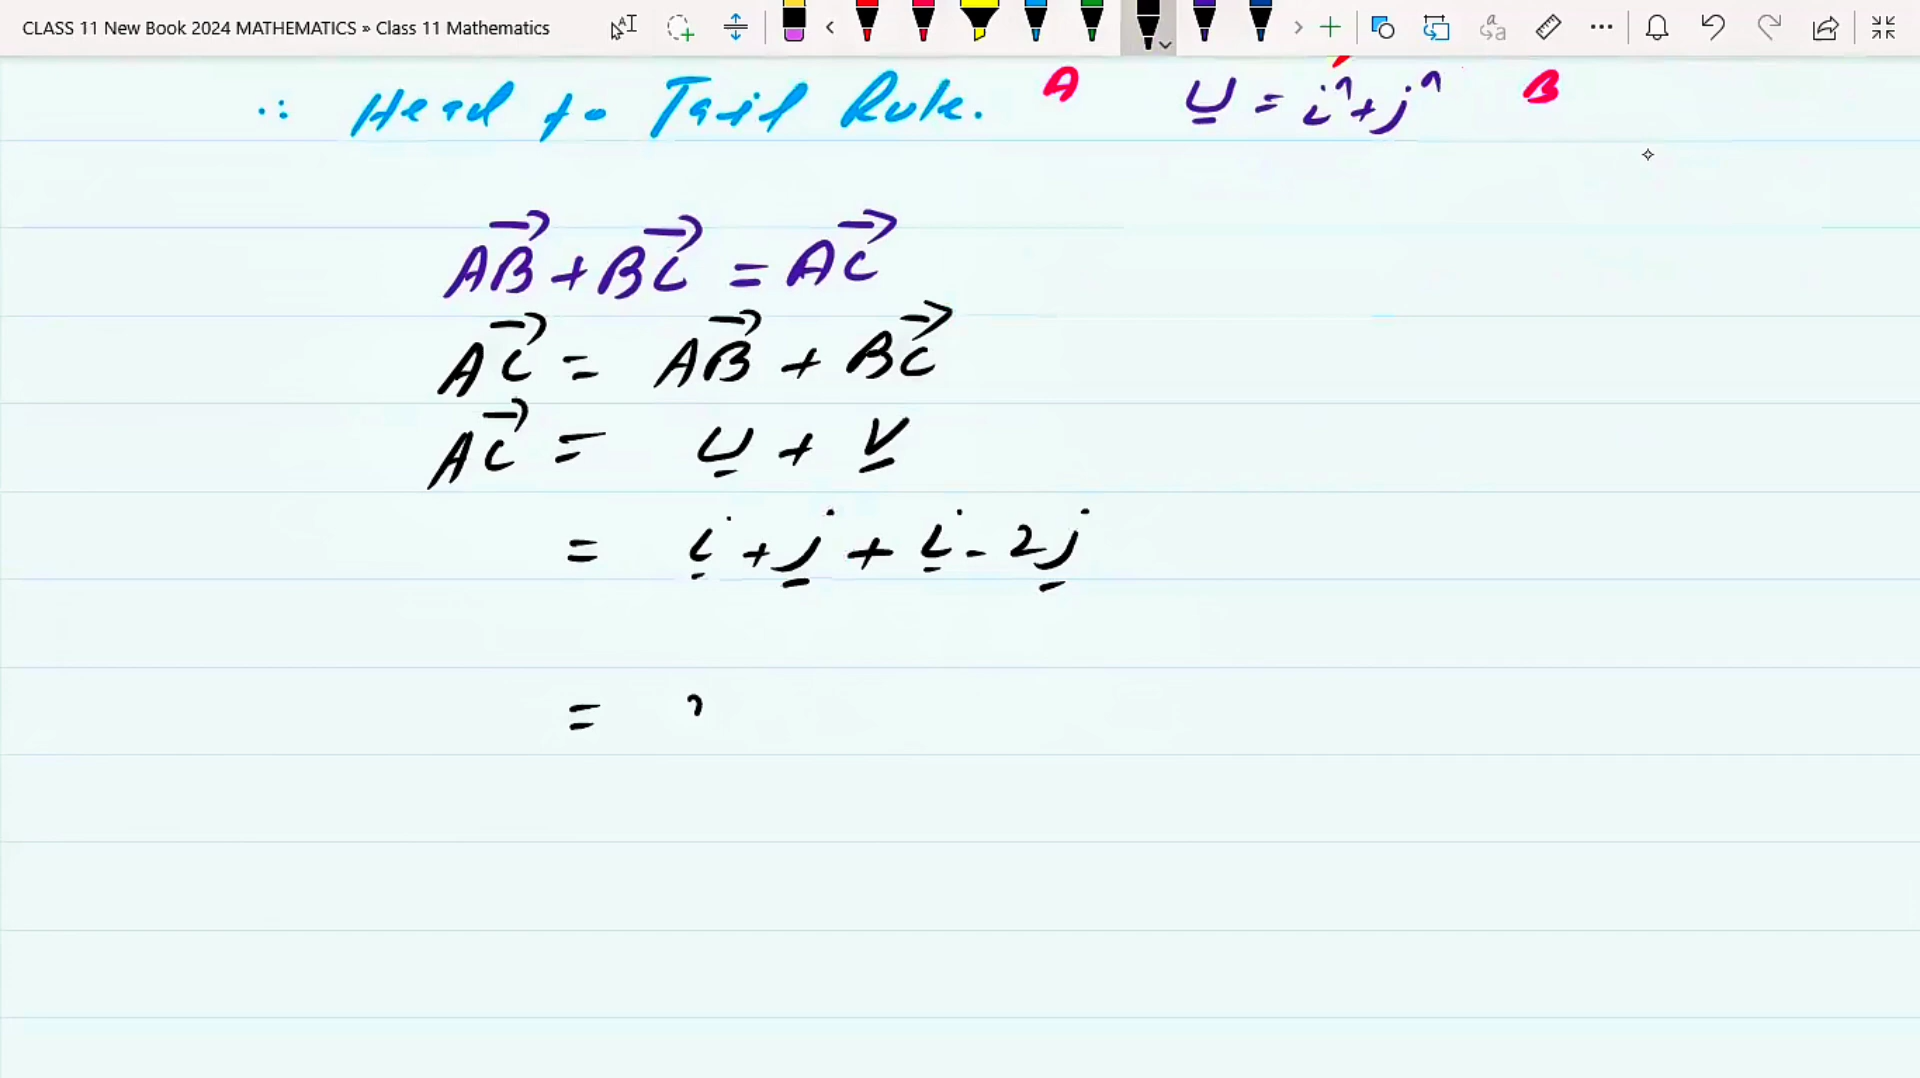 CLASS 11 New Book 2024 MATHEMATICS » Class 11 Mathematics
∴ Head to Tail Rule. A U = i^ + j^ B
AB→ + BC→ = AC→
AC→ = AB→ + BC→
AC→ = U + V
= i + j + i - 2j
=